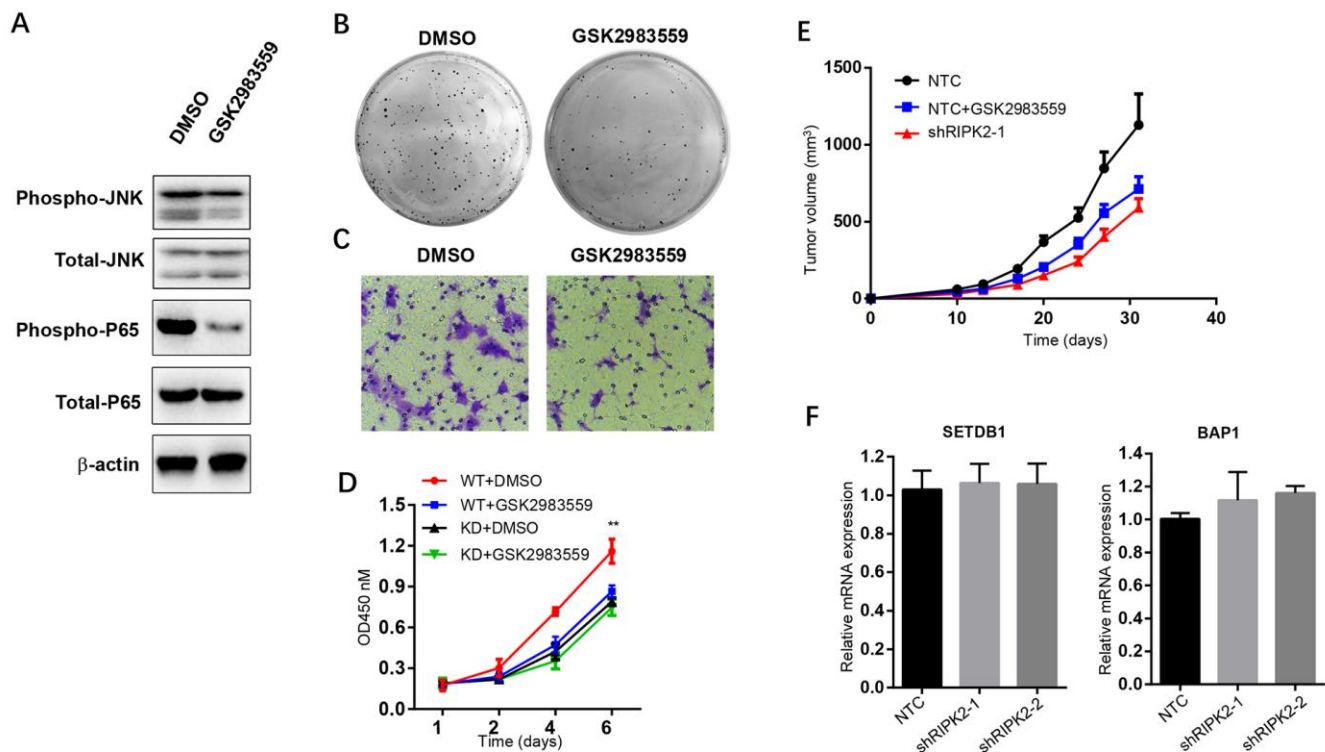 A
DMSO
GSK2983559
Phospho-JNK
Total-JNK
Phospho-P65
Total-P65
β-actin
B
DMSO
GSK2983559
C
DMSO
GSK2983559
D
WT+DMSO
WT+GSK2983559
KD+DMSO
KD+GSK2983559
**
OD450 nM
1.5
1.2
0.9
0.6
0.3
0.0
1 2 4 6
Time (days)
E
NTC
NTC+GSK2983559
shRIPK2-1
Tumor volume (mm³)
1500
1000
500
0
0 10 20 30 40
Time (days)
F
SETDB1
Relative mRNA expression
1.2
1.0
0.8
0.6
0.4
0.2
0.0
NTC
shRIPK2-1
shRIPK2-2
BAP1
Relative mRNA expression
1.4
1.2
1.0
0.8
0.6
0.4
0.2
0.0
NTC
shRIPK2-1
shRIPK2-2